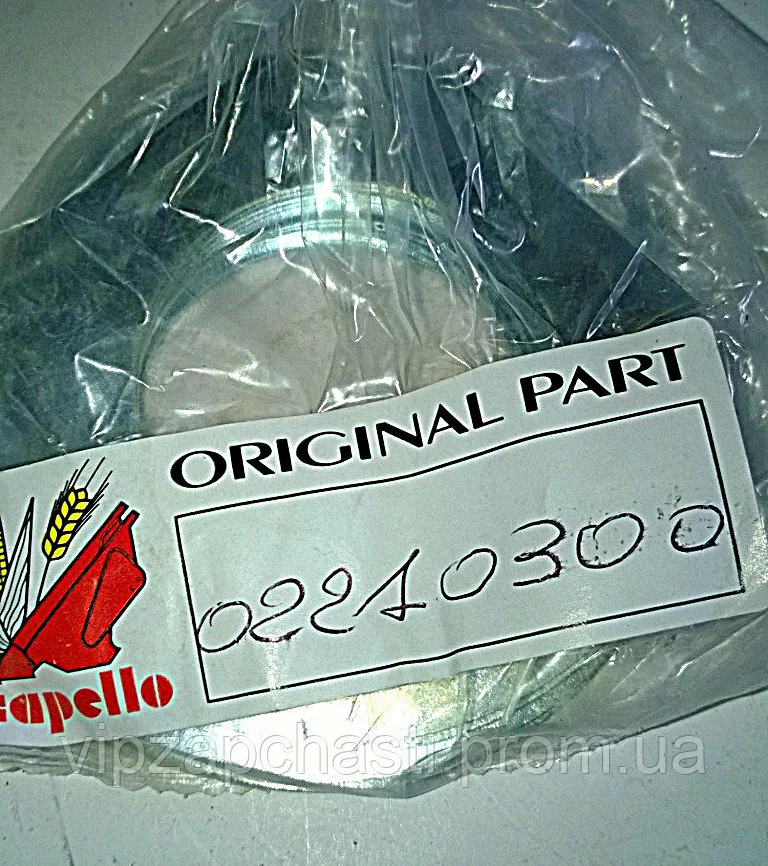 ORIGINAL PART
02210300
capello
vipzapchasti.prom.ua